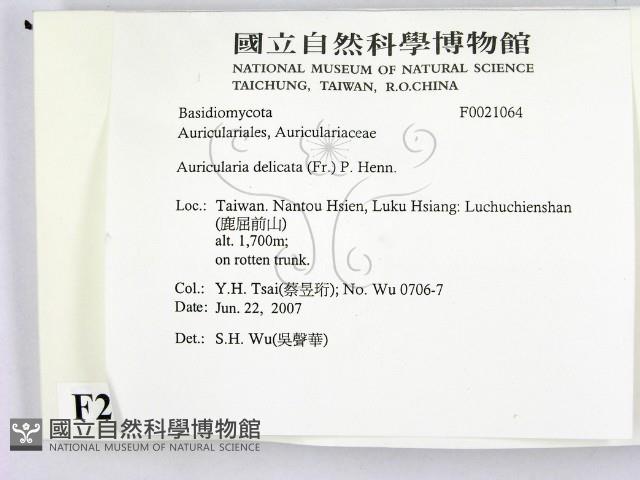 國立自然科學博物館
NATIONAL MUSEUM OF NATURAL SCIENCE
TAICHUNG, TAIWAN, R.O.CHINA
Basidiomycota F0021064
Auriculariales, Auriculariaceae
Auricularia delicata (Fr.) P. Henn.
Loc.: Taiwan. Nantou Hsien, Luku Hsiang: Luchuchienshan
(鹿屈前山)
alt. 1,700m;
on rotten trunk.
Col.: Y.H. Tsai(蔡昱珩); No. Wu 0706-7
Date: Jun. 22, 2007
Det.: S.H. Wu(吳聲華)
F2
國立自然科學博物館
NATIONAL MUSEUM OF NATURAL SCIENCE